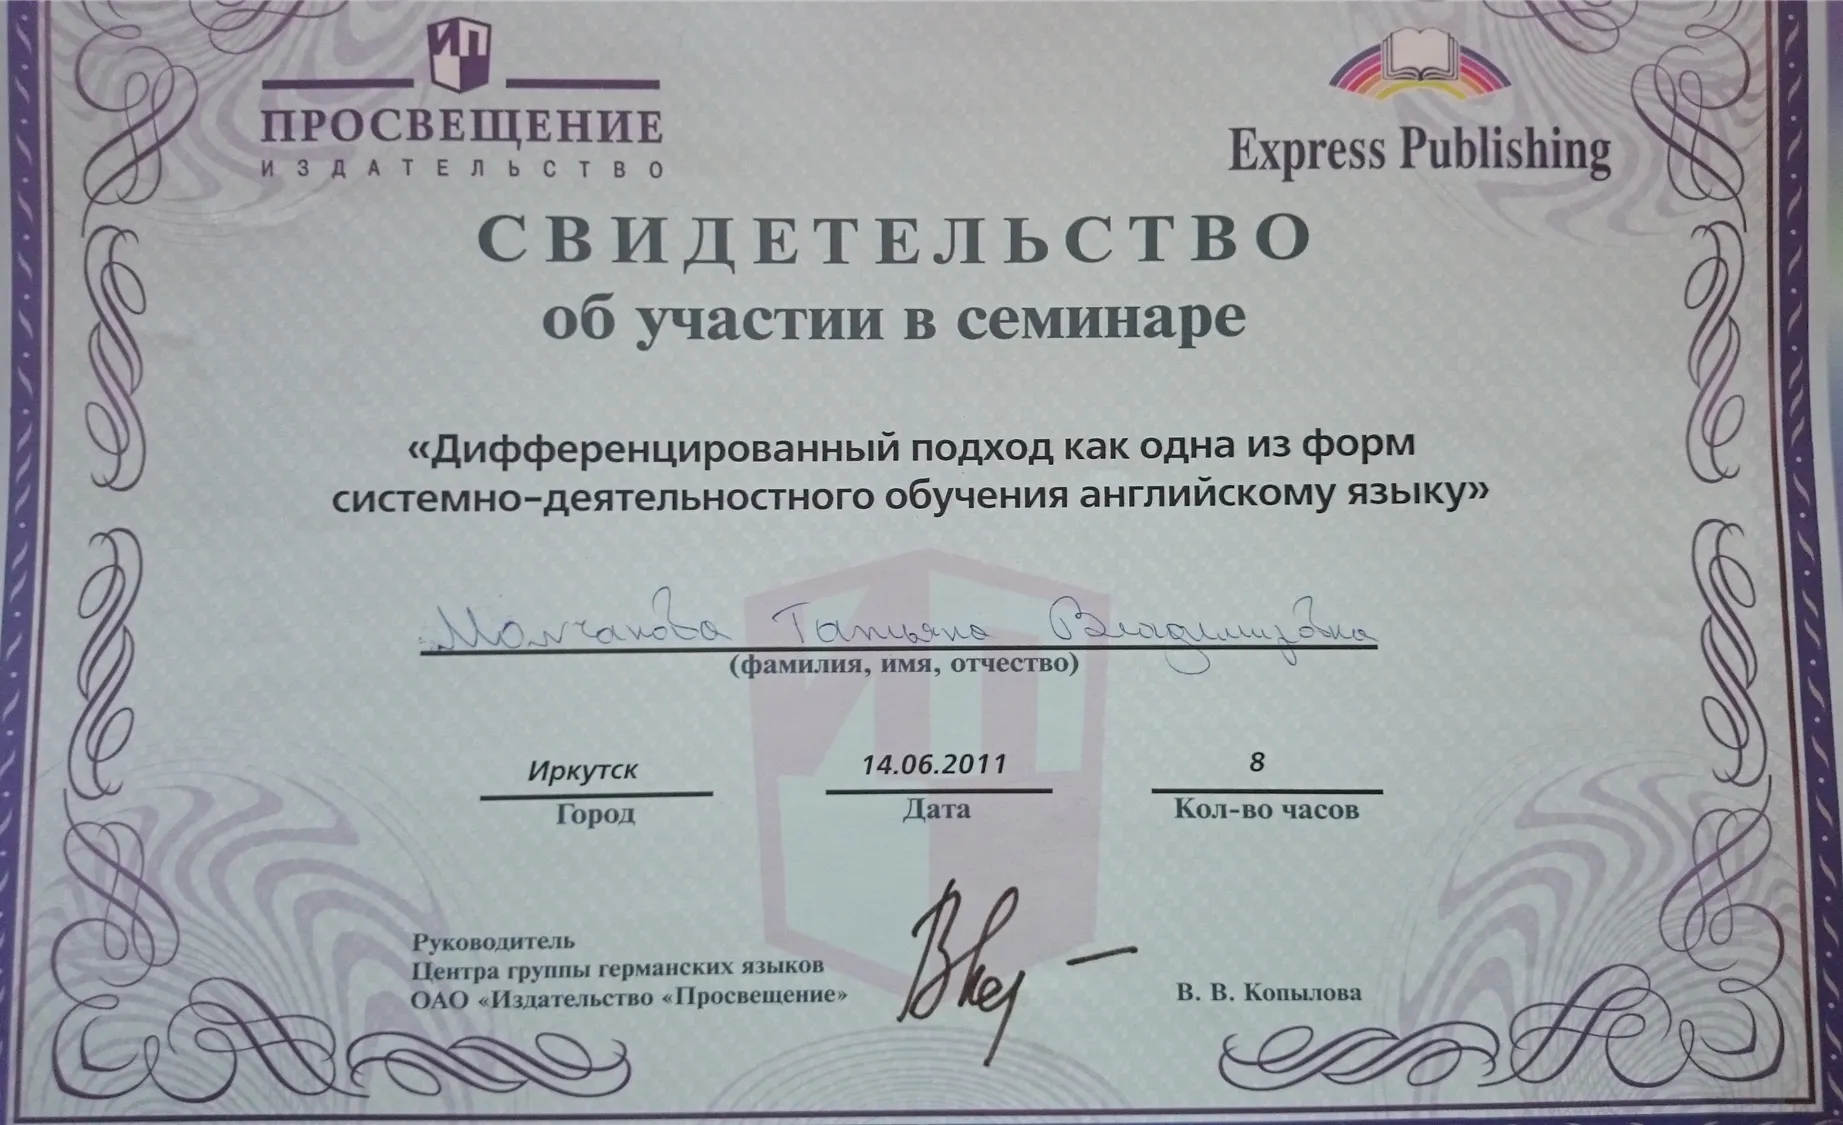 ИП
ПРОСВЕЩЕНИЕ
ИЗДАТЕЛЬСТВО
Express Publishing
СВИДЕТЕЛЬСТВО
об участии в семинаре
«Дифференцированный подход как одна из форм
системно-деятельностного обучения английскому языку»
Молчанова Татьяна Владимировна
(фамилия, имя, отчество)
Иркутск 14.06.2011 8
Город Дата Кол-во часов
Руководитель
Центра группы германских языков
ОАО «Издательство «Просвещение»
В. В. Копылова